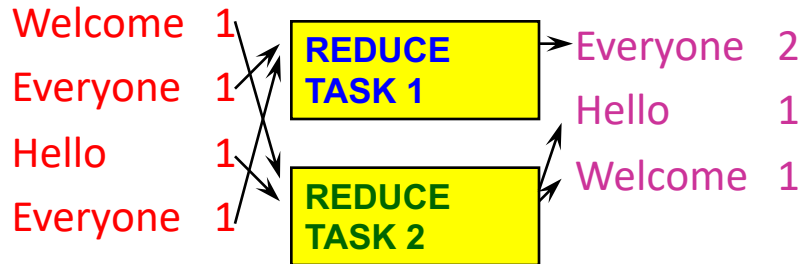 Welcome 1
Everyone 1
Hello 1
Everyone 1
REDUCE
TASK 1
REDUCE
TASK 2
Everyone 2
Hello 1
Welcome 1